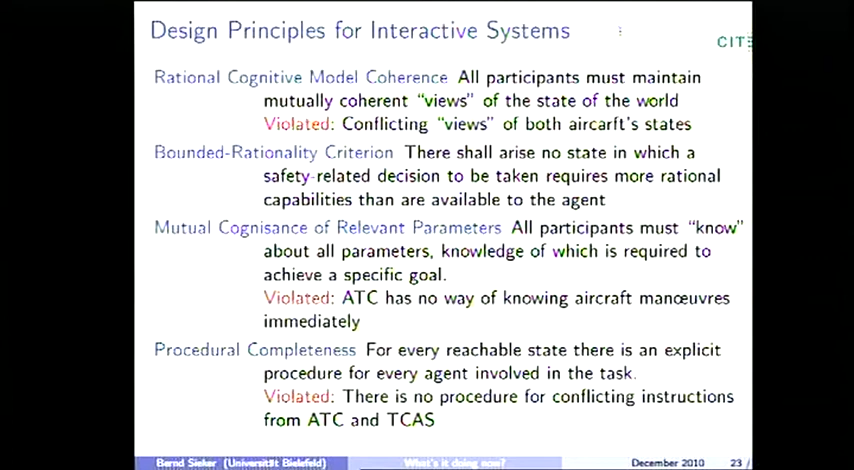 Design Principles for Interactive Systems
CITE
Rational Cognitive Model Coherence All participants must maintain
mutually coherent “views” of the state of the world
Violated: Conflicting “views” of both aircarft's states
Bounded-Rationality Criterion There shall arise no state in which a
safety-related decision to be taken requires more rational
capabilities than are available to the agent
Mutual Cognisance of Relevant Parameters All participants must “know”
about all parameters, knowledge of which is required to
achieve a specific goal.
Violated: ATC has no way of knowing aircraft manœuvres
immediately
Procedural Completeness For every reachable state there is an explicit
procedure for every agent involved in the task.
Violated: There is no procedure for conflicting instructions
from ATC and TCAS
Bernd Sieker (Universität Bielefeld) What's it doing now? December 2010 23 /